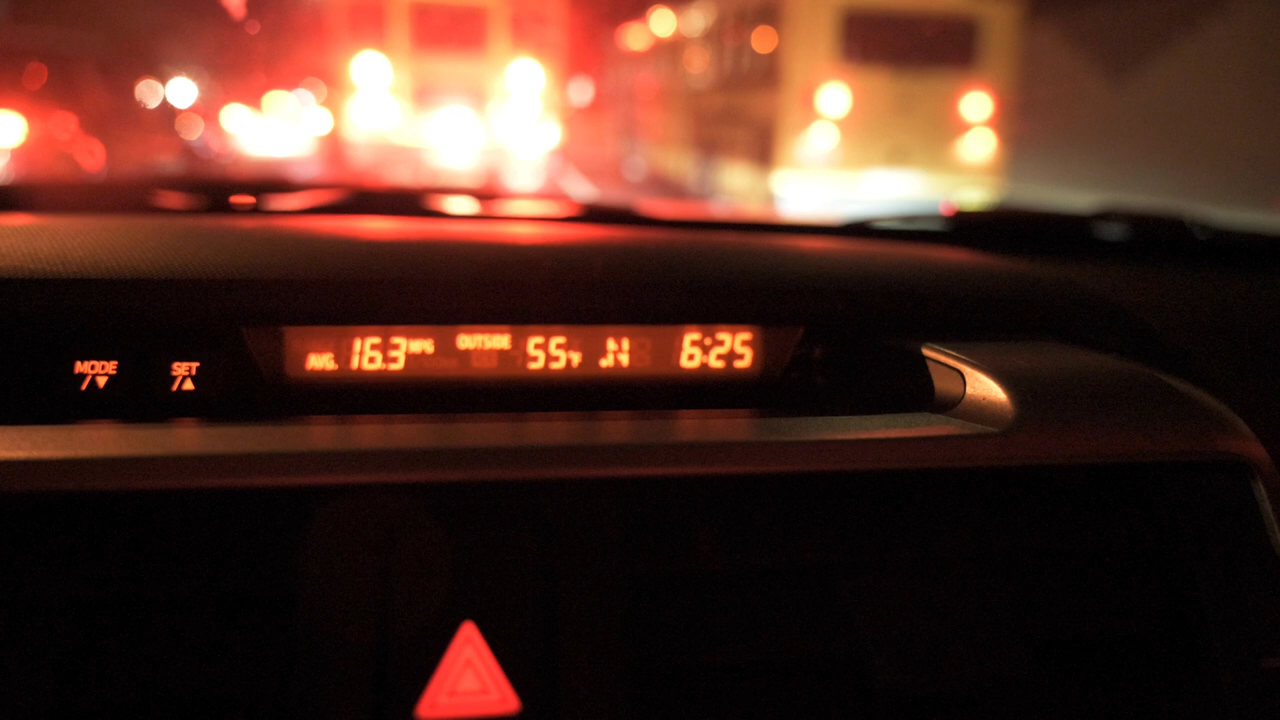 AVG. 16.3 MPG OUTSIDE 55°F N 6:25
MODE SET
/▼ /▲